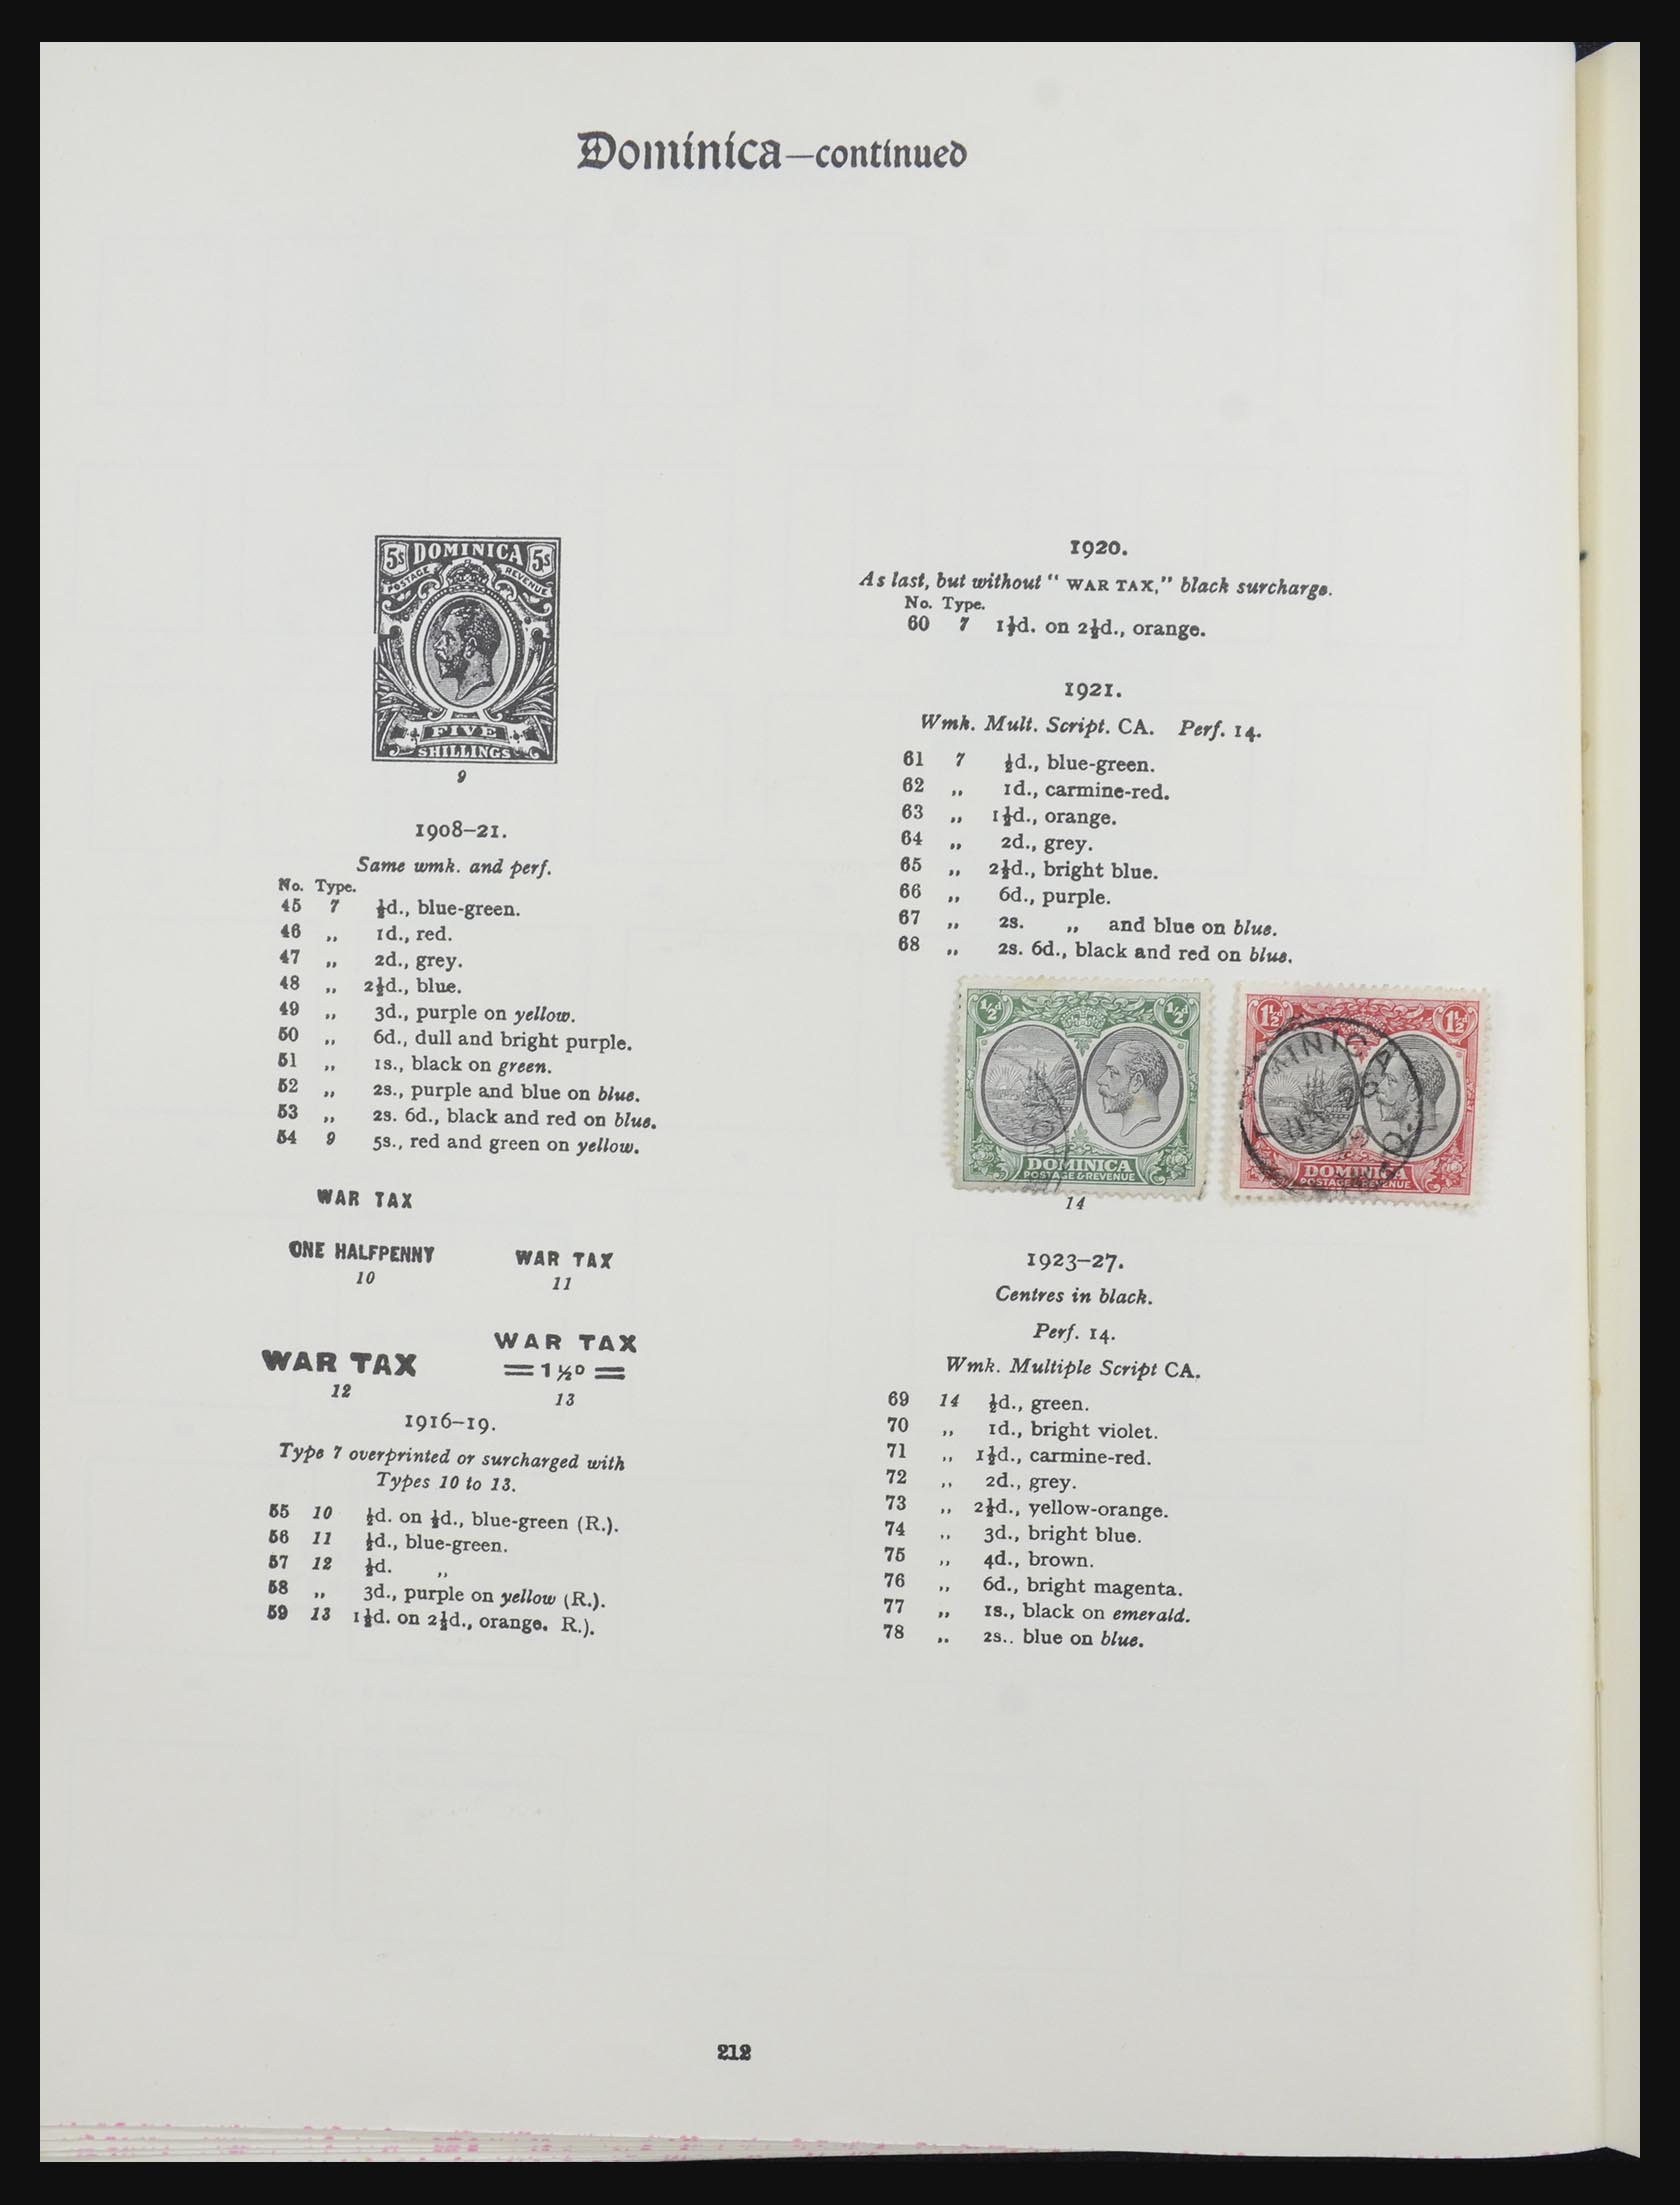 Dominica—continued
5s DOMINICA 5s
POSTAGE REVENUE
FIVE
SHILLINGS
9
1908–21.
Same wmk. and perf.
No. Type.
45 7 ½d., blue-green.
46 ,, 1d., red.
47 ,, 2d., grey.
48 ,, 2½d., blue.
49 ,, 3d., purple on yellow.
50 ,, 6d., dull and bright purple.
51 ,, 1s., black on green.
52 ,, 2s., purple and blue on blue.
53 ,, 2s. 6d., black and red on blue.
54 9 5s., red and green on yellow.
WAR TAX
ONE HALFPENNY
10
WAR TAX
11
WAR TAX
12
WAR TAX
=1½D=
13
1916–19.
Type 7 overprinted or surcharged with
Types 10 to 13.
55 10 ½d. on ½d., blue-green (R.).
56 11 ½d., blue-green.
57 12 ½d. ,,
58 ,, 3d., purple on yellow (R.).
59 13 1½d. on 2½d., orange. R.).
1920.
As last, but without "WAR TAX," black surcharge.
No. Type.
60 7 1½d. on 2½d., orange.
1921.
Wmk. Mult. Script. CA. Perf. 14.
61 7 ½d., blue-green.
62 ,, 1d., carmine-red.
63 ,, 1½d., orange.
64 ,, 2d., grey.
65 ,, 2½d., bright blue.
66 ,, 6d., purple.
67 ,, 2s. ,, and blue on blue.
68 ,, 2s. 6d., black and red on blue.
½d ½d
DOMINICA
POSTAGE & REVENUE
1½d 1½d
DOMINICA
POSTAGE & REVENUE
14
1923–27.
Centres in black.
Perf. 14.
Wmk. Multiple Script CA.
69 14 ½d., green.
70 ,, 1d., bright violet.
71 ,, 1½d., carmine-red.
72 ,, 2d., grey.
73 ,, 2½d., yellow-orange.
74 ,, 3d., bright blue.
75 ,, 4d., brown.
76 ,, 6d., bright magenta.
77 ,, 1s., black on emerald.
78 ,, 2s.. blue on blue.
212